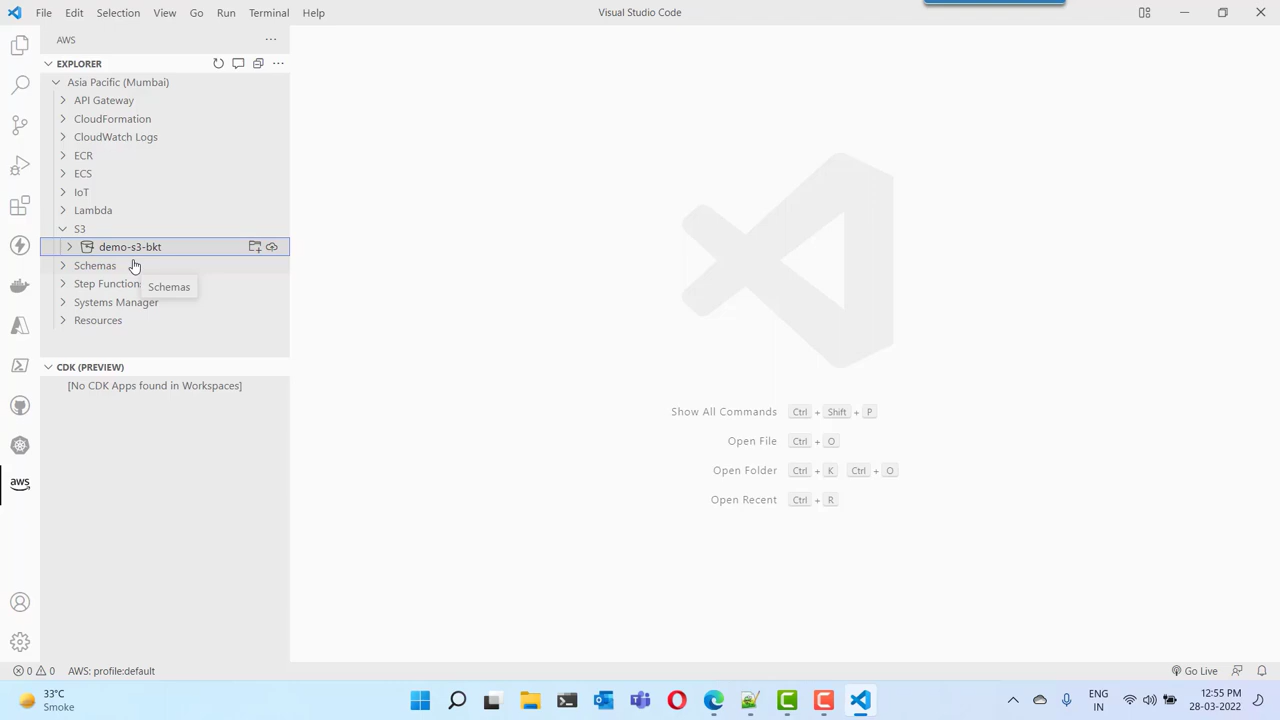 File Edit Selection View Go Run Terminal Help
Visual Studio Code
AWS
EXPLORER
Asia Pacific (Mumbai)
API Gateway
CloudFormation
CloudWatch Logs
ECR
ECS
IoT
Lambda
S3
demo-s3-bkt
Schemas
Step Function
Schemas
Systems Manager
Resources
CDK (PREVIEW)
[No CDK Apps found in Workspaces]
Show All Commands Ctrl + Shift + P
Open File Ctrl + O
Open Folder Ctrl + K Ctrl + O
Open Recent Ctrl + R
aws
0 0 AWS: profile:default
Go Live
33°C
Smoke
ENG
IN
12:55 PM
28-03-2022